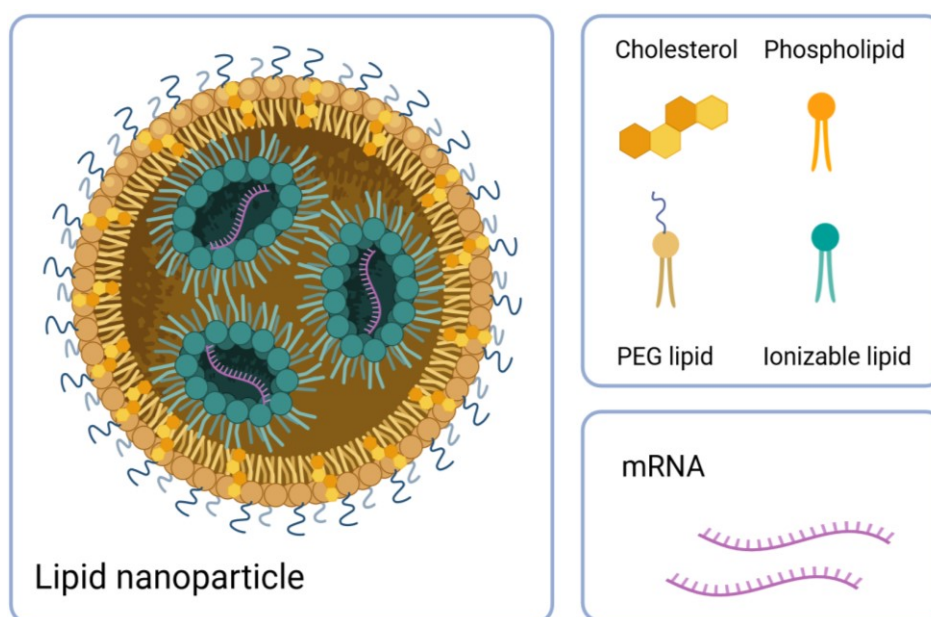 Lipid nanoparticle
Cholesterol
Phospholipid
PEG lipid
Ionizable lipid
mRNA